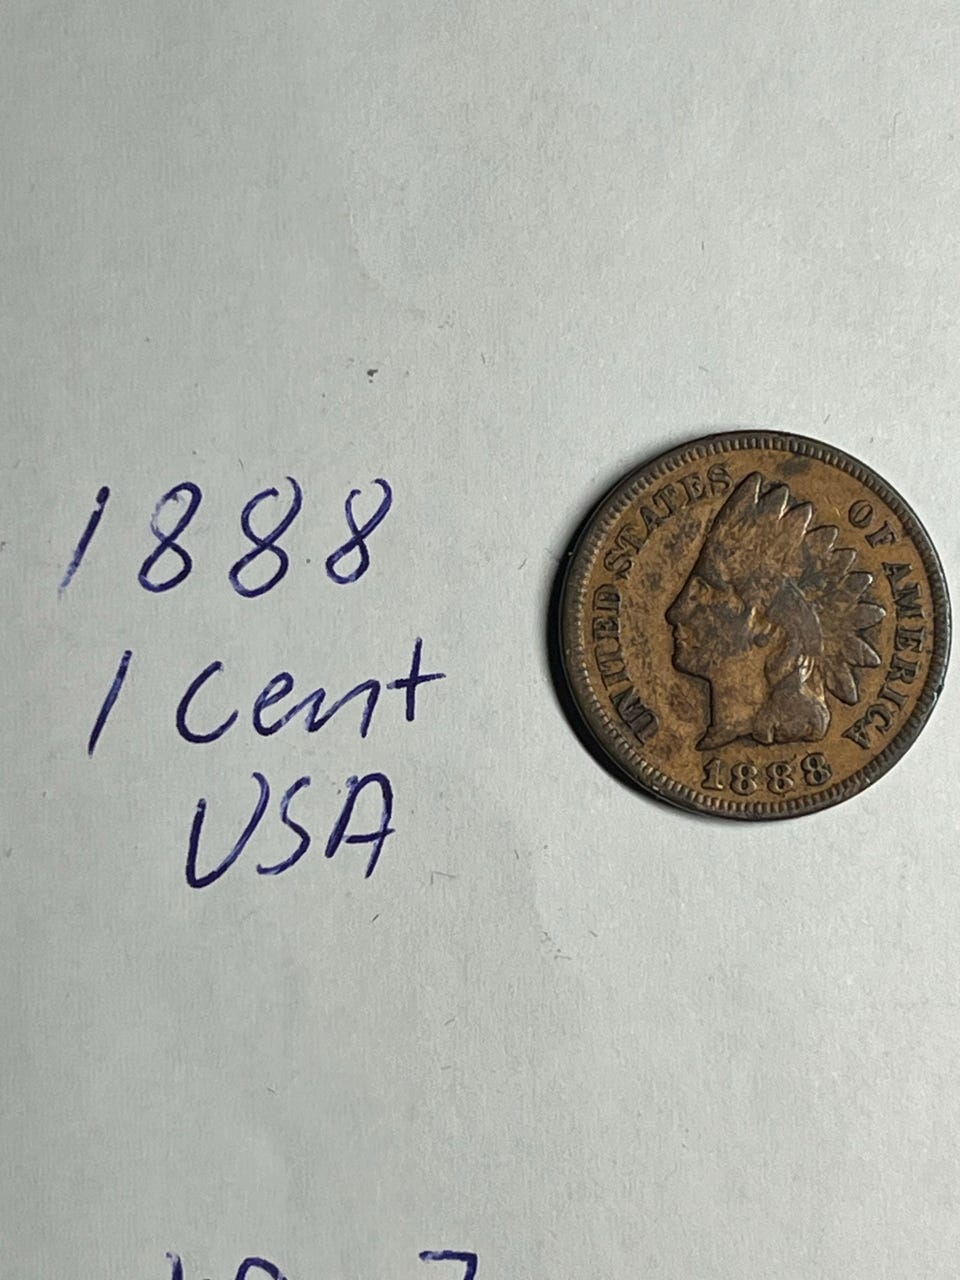 1888
1 cent
USA
UNITED STATES OF AMERICA
1888